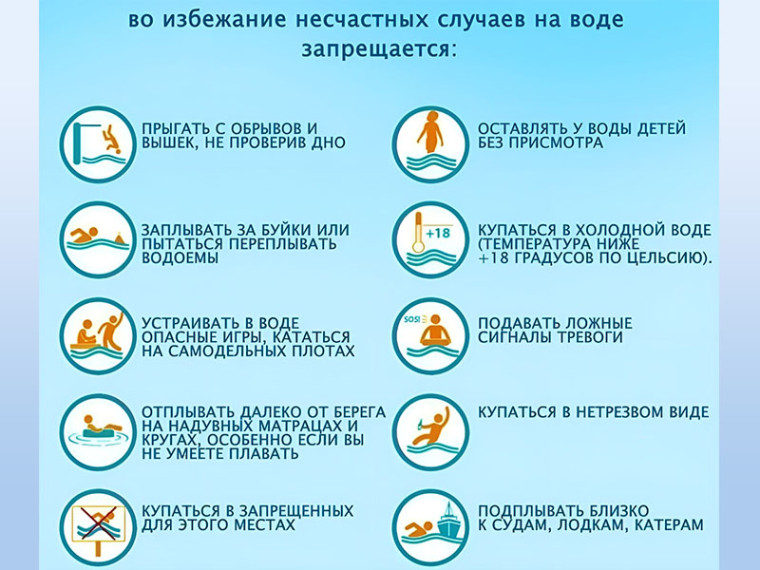 во избежание несчастных случаев на воде
запрещается:
ПРЫГАТЬ С ОБРЫВОВ И
ВЫШЕК, НЕ ПРОВЕРИВ ДНО
ЗАПЛЫВАТЬ ЗА БУЙКИ ИЛИ
ПЫТАТЬСЯ ПЕРЕПЛЫВАТЬ
ВОДОЕМЫ
УСТРАИВАТЬ В ВОДЕ
ОПАСНЫЕ ИГРЫ, КАТАТЬСЯ
НА САМОДЕЛЬНЫХ ПЛОТАХ
ОТПЛЫВАТЬ ДАЛЕКО ОТ БЕРЕГА
НА НАДУВНЫХ МАТРАЦАХ И
КРУГАХ, ОСОБЕННО ЕСЛИ ВЫ
НЕ УМЕЕТЕ ПЛАВАТЬ
КУПАТЬСЯ В ЗАПРЕЩЕННЫХ
ДЛЯ ЭТОГО МЕСТАХ
ОСТАВЛЯТЬ У ВОДЫ ДЕТЕЙ
БЕЗ ПРИСМОТРА
+18
КУПАТЬСЯ В ХОЛОДНОЙ ВОДЕ
(ТЕМПЕРАТУРА НИЖЕ
+18 ГРАДУСОВ ПО ЦЕЛЬСИЮ).
SOS!
ПОДАВАТЬ ЛОЖНЫЕ
СИГНАЛЫ ТРЕВОГИ
КУПАТЬСЯ В НЕТРЕЗВОМ ВИДЕ
ПОДПЛЫВАТЬ БЛИЗКО
К СУДАМ, ЛОДКАМ, КАТЕРАМ